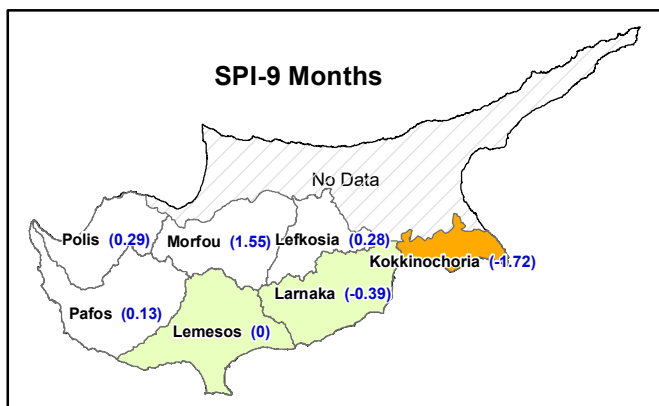 SPI-9 Months
No Data
Polis (0.29)
Morfou (1.55)
Lefkosia (0.28)
Kokkinochoria (-1.72)
Larnaka (-0.39)
Pafos (0.13)
Lemesos (0)